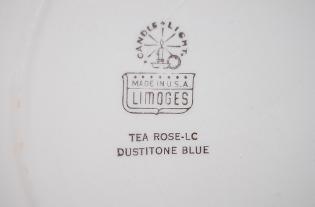 CANDLE LIGHT
MADE IN U.S.A.
LIMOGES
TEA ROSE-LC
DUSTITONE BLUE